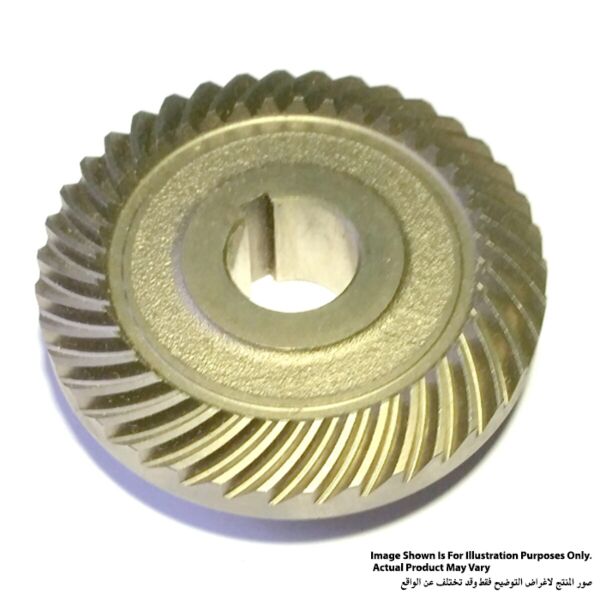 Image Shown Is For Illustration Purposes Only.
Actual Product May Vary
صور المنتج لاغراض التوضيح فقط وقد تختلف عن الواقع